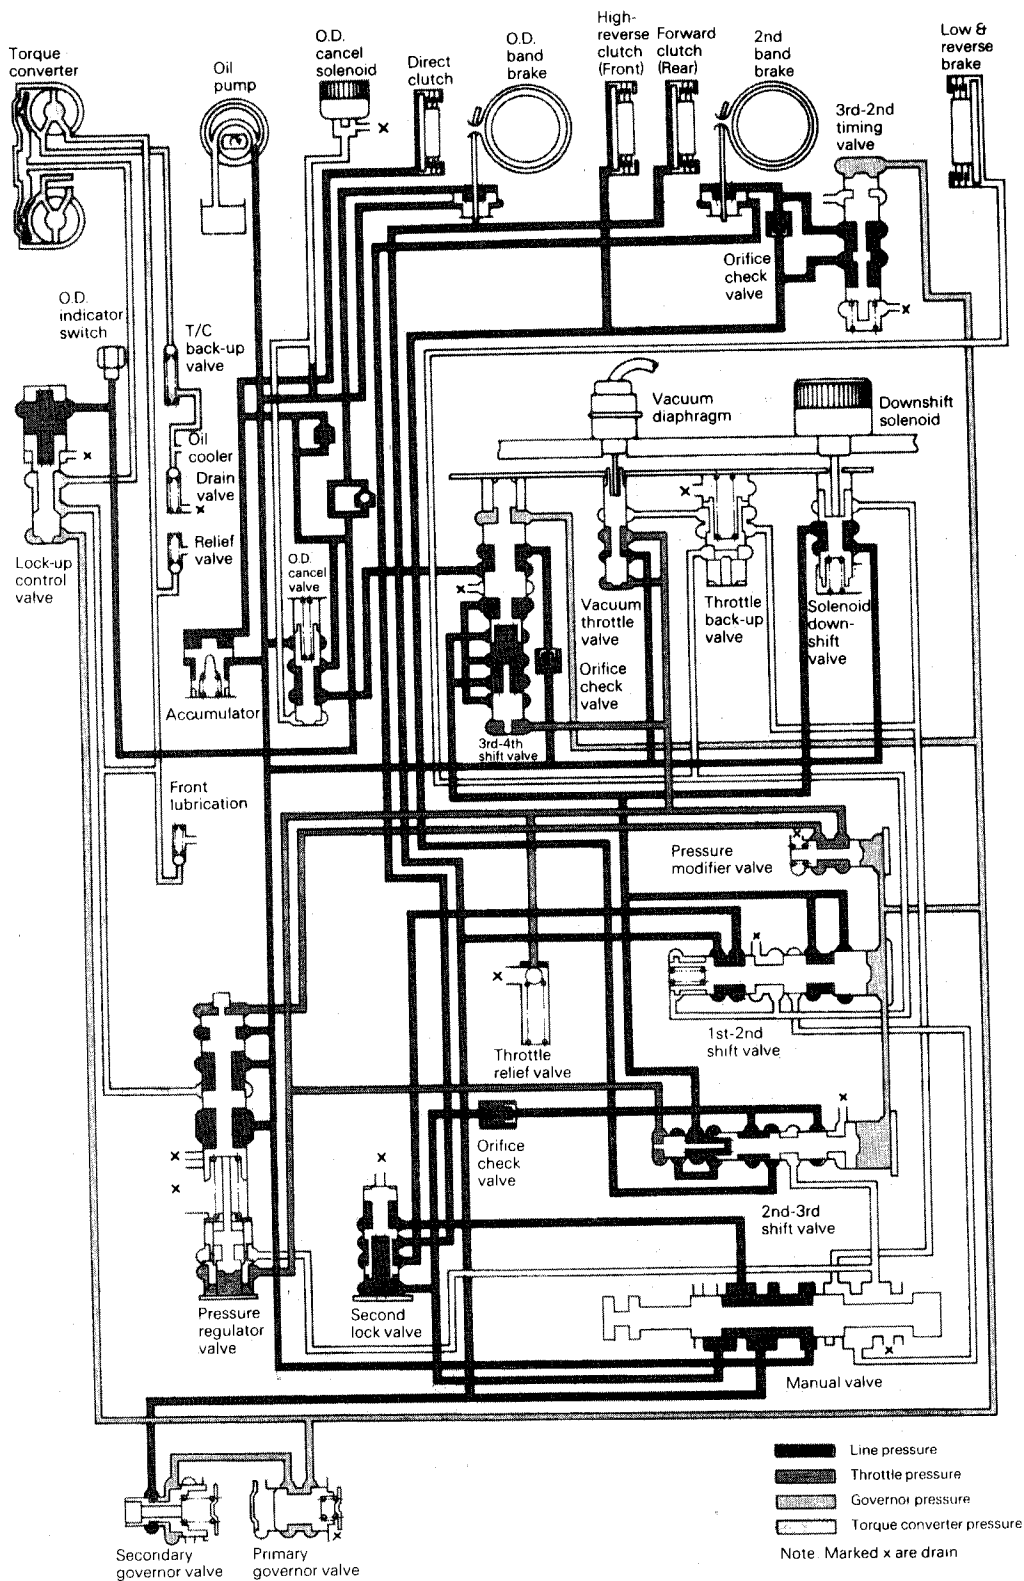 Torque
converter
Oil
pump
O.D.
cancel
solenoid
Direct
clutch
O.D.
band
brake
High-
reverse
clutch
(Front)
Forward
clutch
(Rear)
2nd
band
brake
3rd-2nd
timing
valve
Low &
reverse
brake
x
O.D.
indicator
switch
T/C
back-up
valve
Orifice
check
valve
x
Vacuum
diaphragm
Downshift
solenoid
x
Oil
cooler
Drain
valve
x
Relief
valve
x
Lock-up
control
valve
O.D.
cancel
valve
x
Vacuum
throttle
valve
Throttle
back-up
valve
Solenoid
down-
shift
valve
Orifice
check
valve
Accumulator
3rd-4th
shift valve
Front
lubrication
x
Pressure
modifier valve
x
x
Throttle
relief valve
1st-2nd
shift valve
x
Orifice
check
valve
x
x
x
2nd-3rd
shift valve
Pressure
regulator
valve
Second
lock valve
x
Manual valve
Line pressure
Throttle pressure
Governor pressure
Torque converter pressure
Note. Marked x are drain
Secondary
governor valve
Primary
governor valve
x